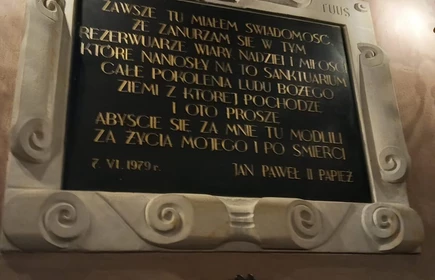 TUUS
ZAWSZE TU MIAŁEM ŚWIADOMOŚĆ
ŻE ZANURZAM SIĘ W TYM
REZERWUARZE WIARY NADZIEI I MIŁOŚCI
KTÓRE NANIOSŁY NA TO SANKTUARIUM
CAŁE POKOLENIA LUDU BOŻEGO
ZIEMI Z KTÓREJ POCHODZĘ
I OTO PROSZĘ
ABYŚCIE SIĘ ZA MNIE TU MODLILI
ZA ŻYCIA MOJEGO I PO ŚMIERCI
7. VI. 1979 r. JAN PAWEŁ II PAPIEŻ